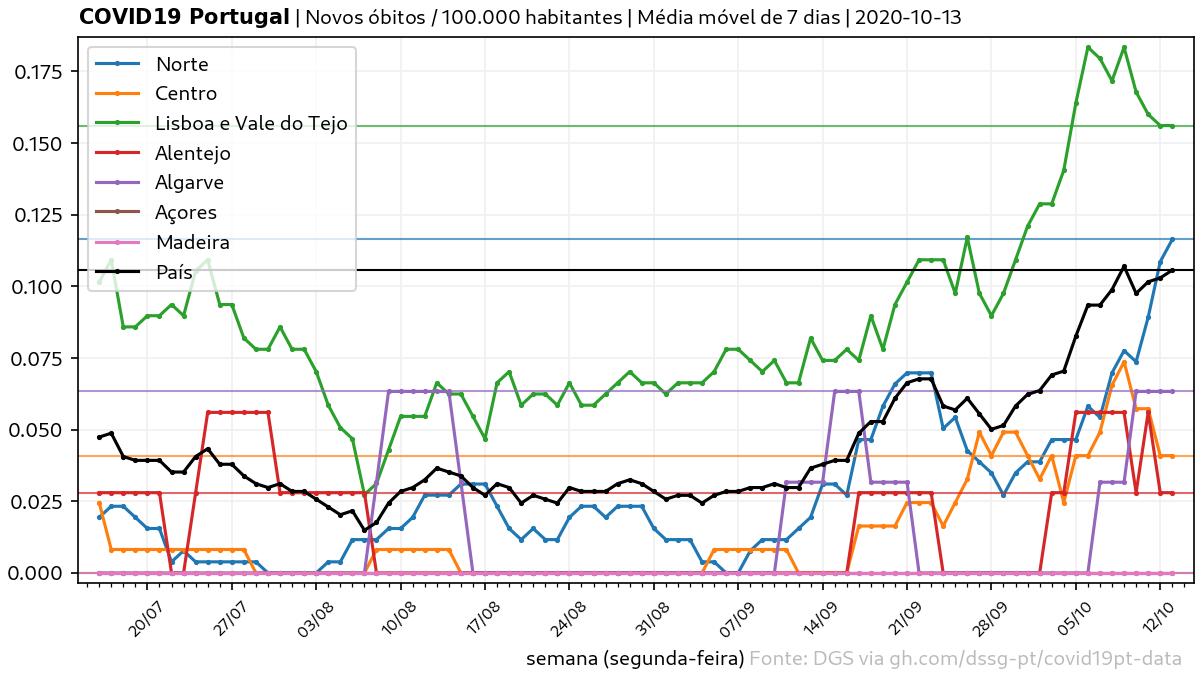 COVID19 Portugal | Novos óbitos / 100.000 habitantes | Média móvel de 7 dias | 2020-10-13
0.175
0.150
0.125
0.100
0.075
0.050
0.025
0.000
Norte
Centro
Lisboa e Vale do Tejo
Alentejo
Algarve
Açores
Madeira
País
20/07
27/07
03/08
10/08
17/08
24/08
31/08
07/09
14/09
21/09
28/09
05/10
12/10
semana (segunda-feira) Fonte: DGS via gh.com/dssg-pt/covid19pt-data